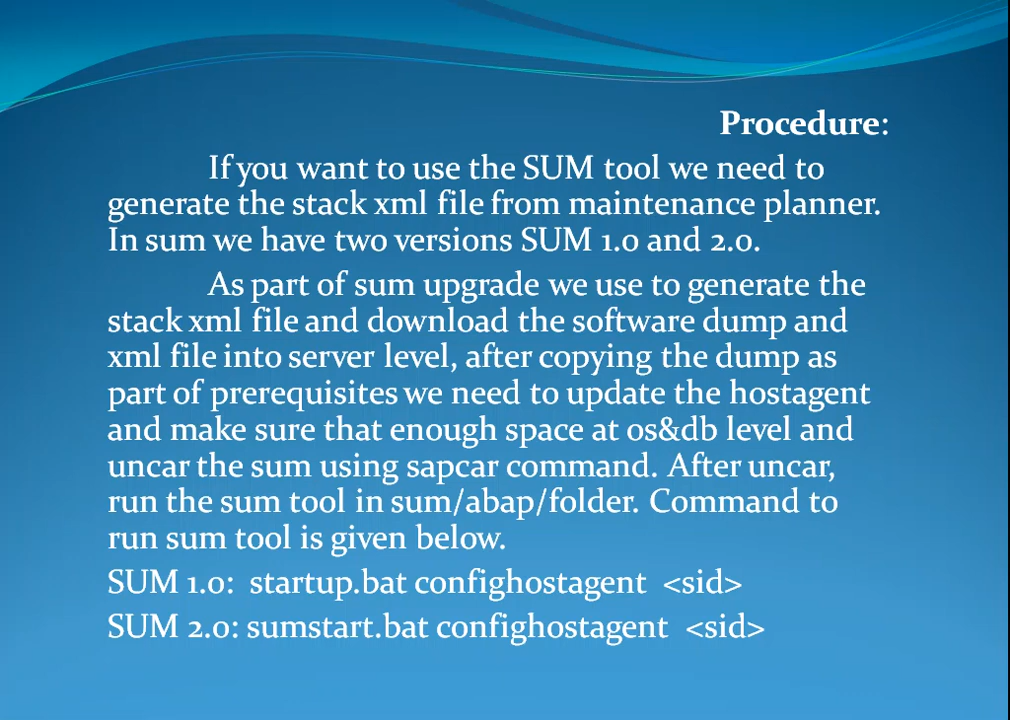 Procedure:
If you want to use the SUM tool we need to
generate the stack xml file from maintenance planner.
In sum we have two versions SUM 1.0 and 2.0.
As part of sum upgrade we use to generate the
stack xml file and download the software dump and
xml file into server level, after copying the dump as
part of prerequisites we need to update the hostagent
and make sure that enough space at os&db level and
uncar the sum using sapcar command. After uncar,
run the sum tool in sum/abap/folder. Command to
run sum tool is given below.
SUM 1.0: startup.bat confighostagent <sid>
SUM 2.0: sumstart.bat confighostagent <sid>